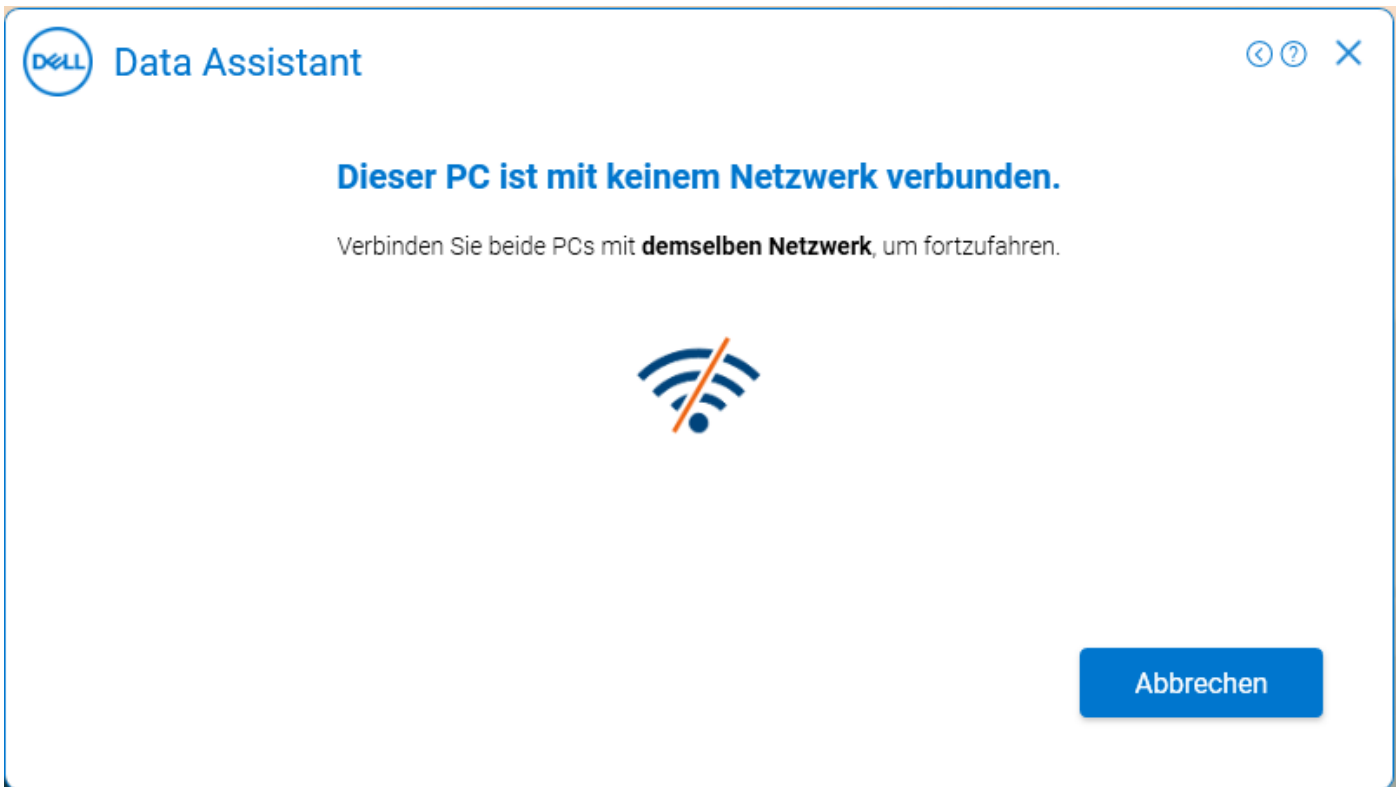 DELL Data Assistant
Dieser PC ist mit keinem Netzwerk verbunden.
Verbinden Sie beide PCs mit demselben Netzwerk, um fortzufahren.
Abbrechen